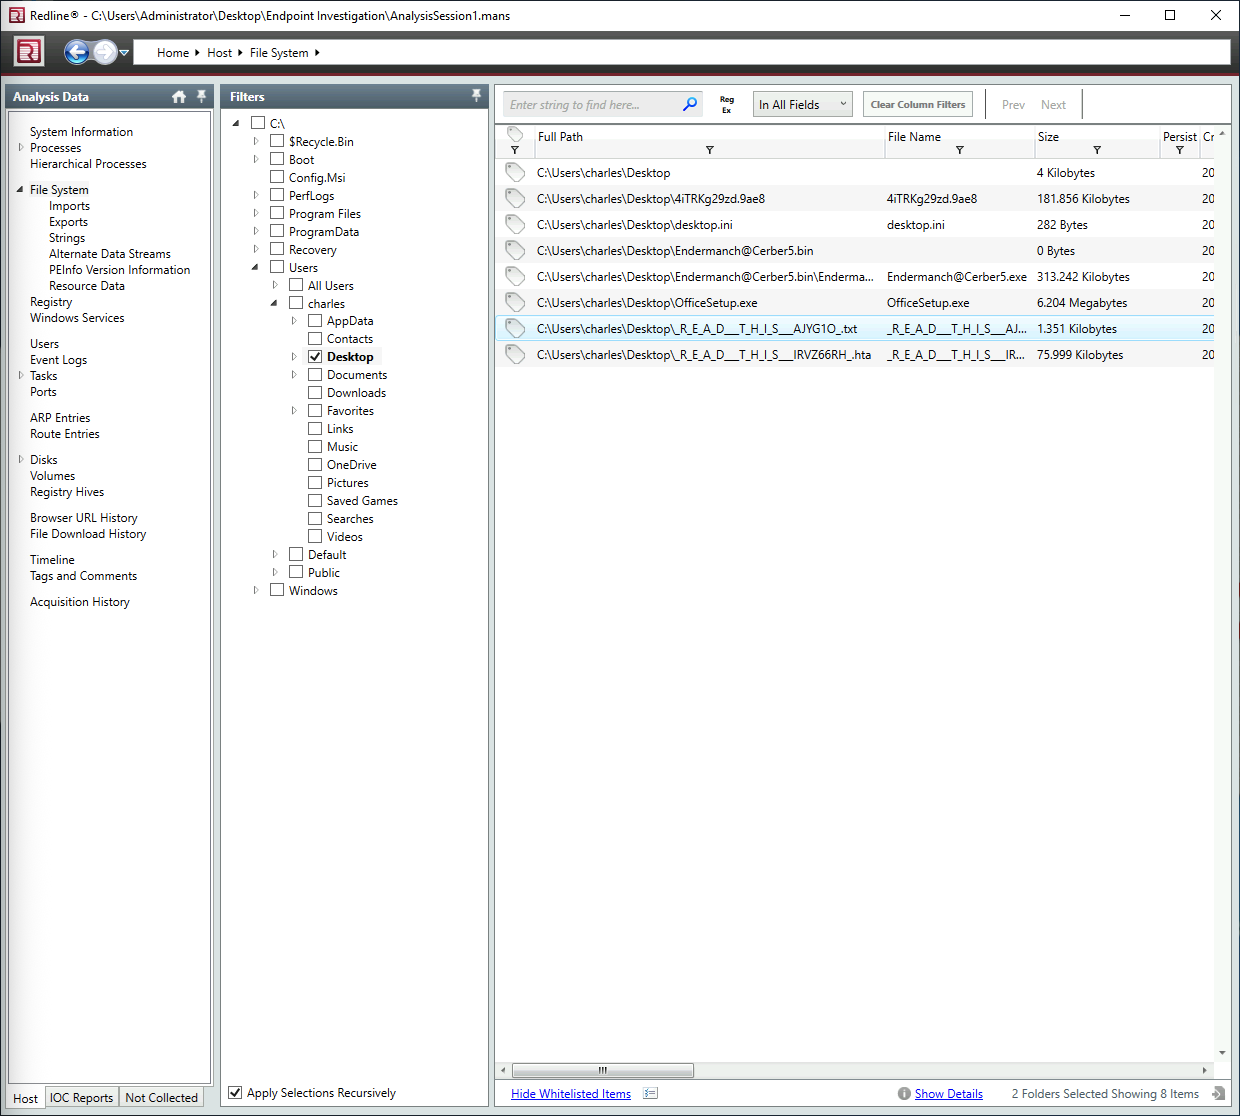 Redline® - C:\Users\Administrator\Desktop\Endpoint Investigation\AnalysisSession1.mans
Home Host File System
Analysis Data
System Information
Processes
Hierarchical Processes
File System
Imports
Exports
Strings
Alternate Data Streams
PEInfo Version Information
Resource Data
Registry
Windows Services
Users
Event Logs
Tasks
Ports
ARP Entries
Route Entries
Disks
Volumes
Registry Hives
Browser URL History
File Download History
Timeline
Tags and Comments
Acquisition History
Host IOC Reports Not Collected
Filters
C:\
$Recycle.Bin
Boot
Config.Msi
PerfLogs
Program Files
ProgramData
Recovery
Users
All Users
charles
AppData
Contacts
Desktop
Documents
Downloads
Favorites
Links
Music
OneDrive
Pictures
Saved Games
Searches
Videos
Default
Public
Windows
Apply Selections Recursively
Enter string to find here... Reg Ex In All Fields Clear Column Filters Prev Next
Full Path File Name Size Persist Cr
C:\Users\charles\Desktop 4 Kilobytes 20
C:\Users\charles\Desktop\4iTRKg29zd.9ae8 4iTRKg29zd.9ae8 181.856 Kilobytes 20
C:\Users\charles\Desktop\desktop.ini desktop.ini 282 Bytes 20
C:\Users\charles\Desktop\Endermanch@Cerber5.bin 0 Bytes 20
C:\Users\charles\Desktop\Endermanch@Cerber5.bin\Enderma... Endermanch@Cerber5.exe 313.242 Kilobytes 20
C:\Users\charles\Desktop\OfficeSetup.exe OfficeSetup.exe 6.204 Megabytes 20
C:\Users\charles\Desktop\_R_E_A_D___T_H_I_S___AJYG1O_.txt _R_E_A_D___T_H_I_S___AJ... 1.351 Kilobytes 20
C:\Users\charles\Desktop\_R_E_A_D___T_H_I_S___IRVZ66RH_.hta _R_E_A_D___T_H_I_S___IR... 75.999 Kilobytes 20
Hide Whitelisted Items Show Details 2 Folders Selected Showing 8 Items